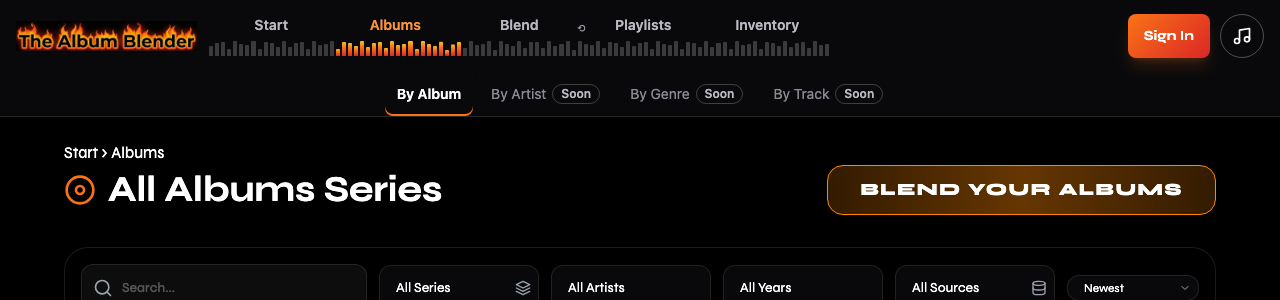 The Album Blender
Start Albums Blend Playlists Inventory
Sign In
By Album By Artist Soon By Genre Soon By Track Soon
Start › Albums
All Albums Series
BLEND YOUR ALBUMS
Search... All Series All Artists All Years All Sources Newest